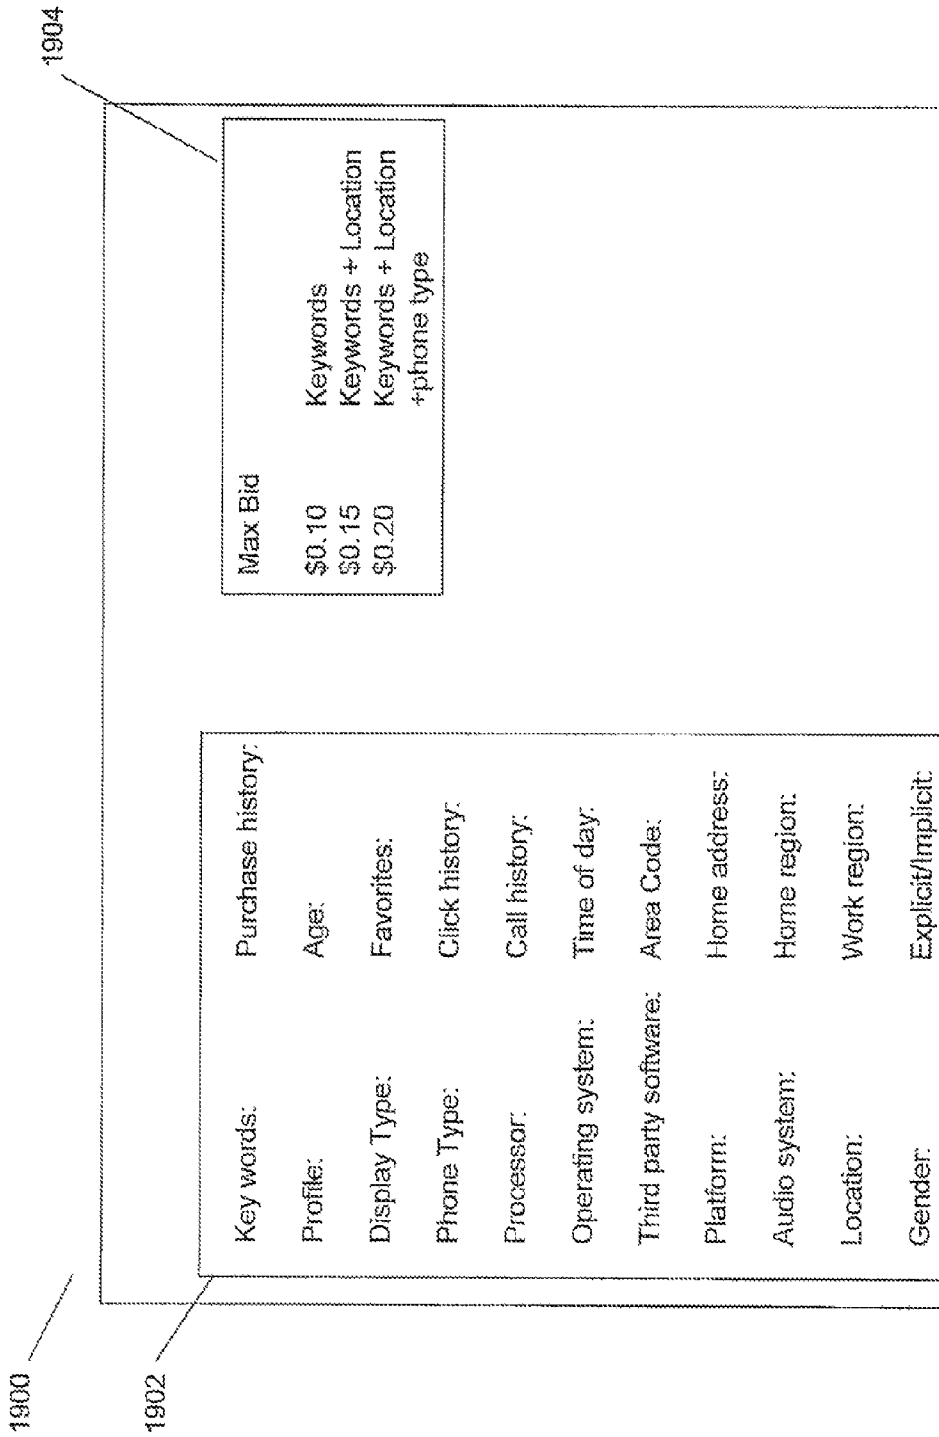 1900
1902
Key words: Purchase history:
Profile: Age:
Display Type: Favorites:
Phone Type: Click history:
Processor: Call history:
Operating system: Time of day:
Third party software: Area Code:
Platform: Home address:
Audio system: Home region:
Location: Work region:
Gender: Explicit/Implicit:
1904
Max Bid
$0.10 Keywords
$0.15 Keywords + Location
$0.20 Keywords + Location
+phone type